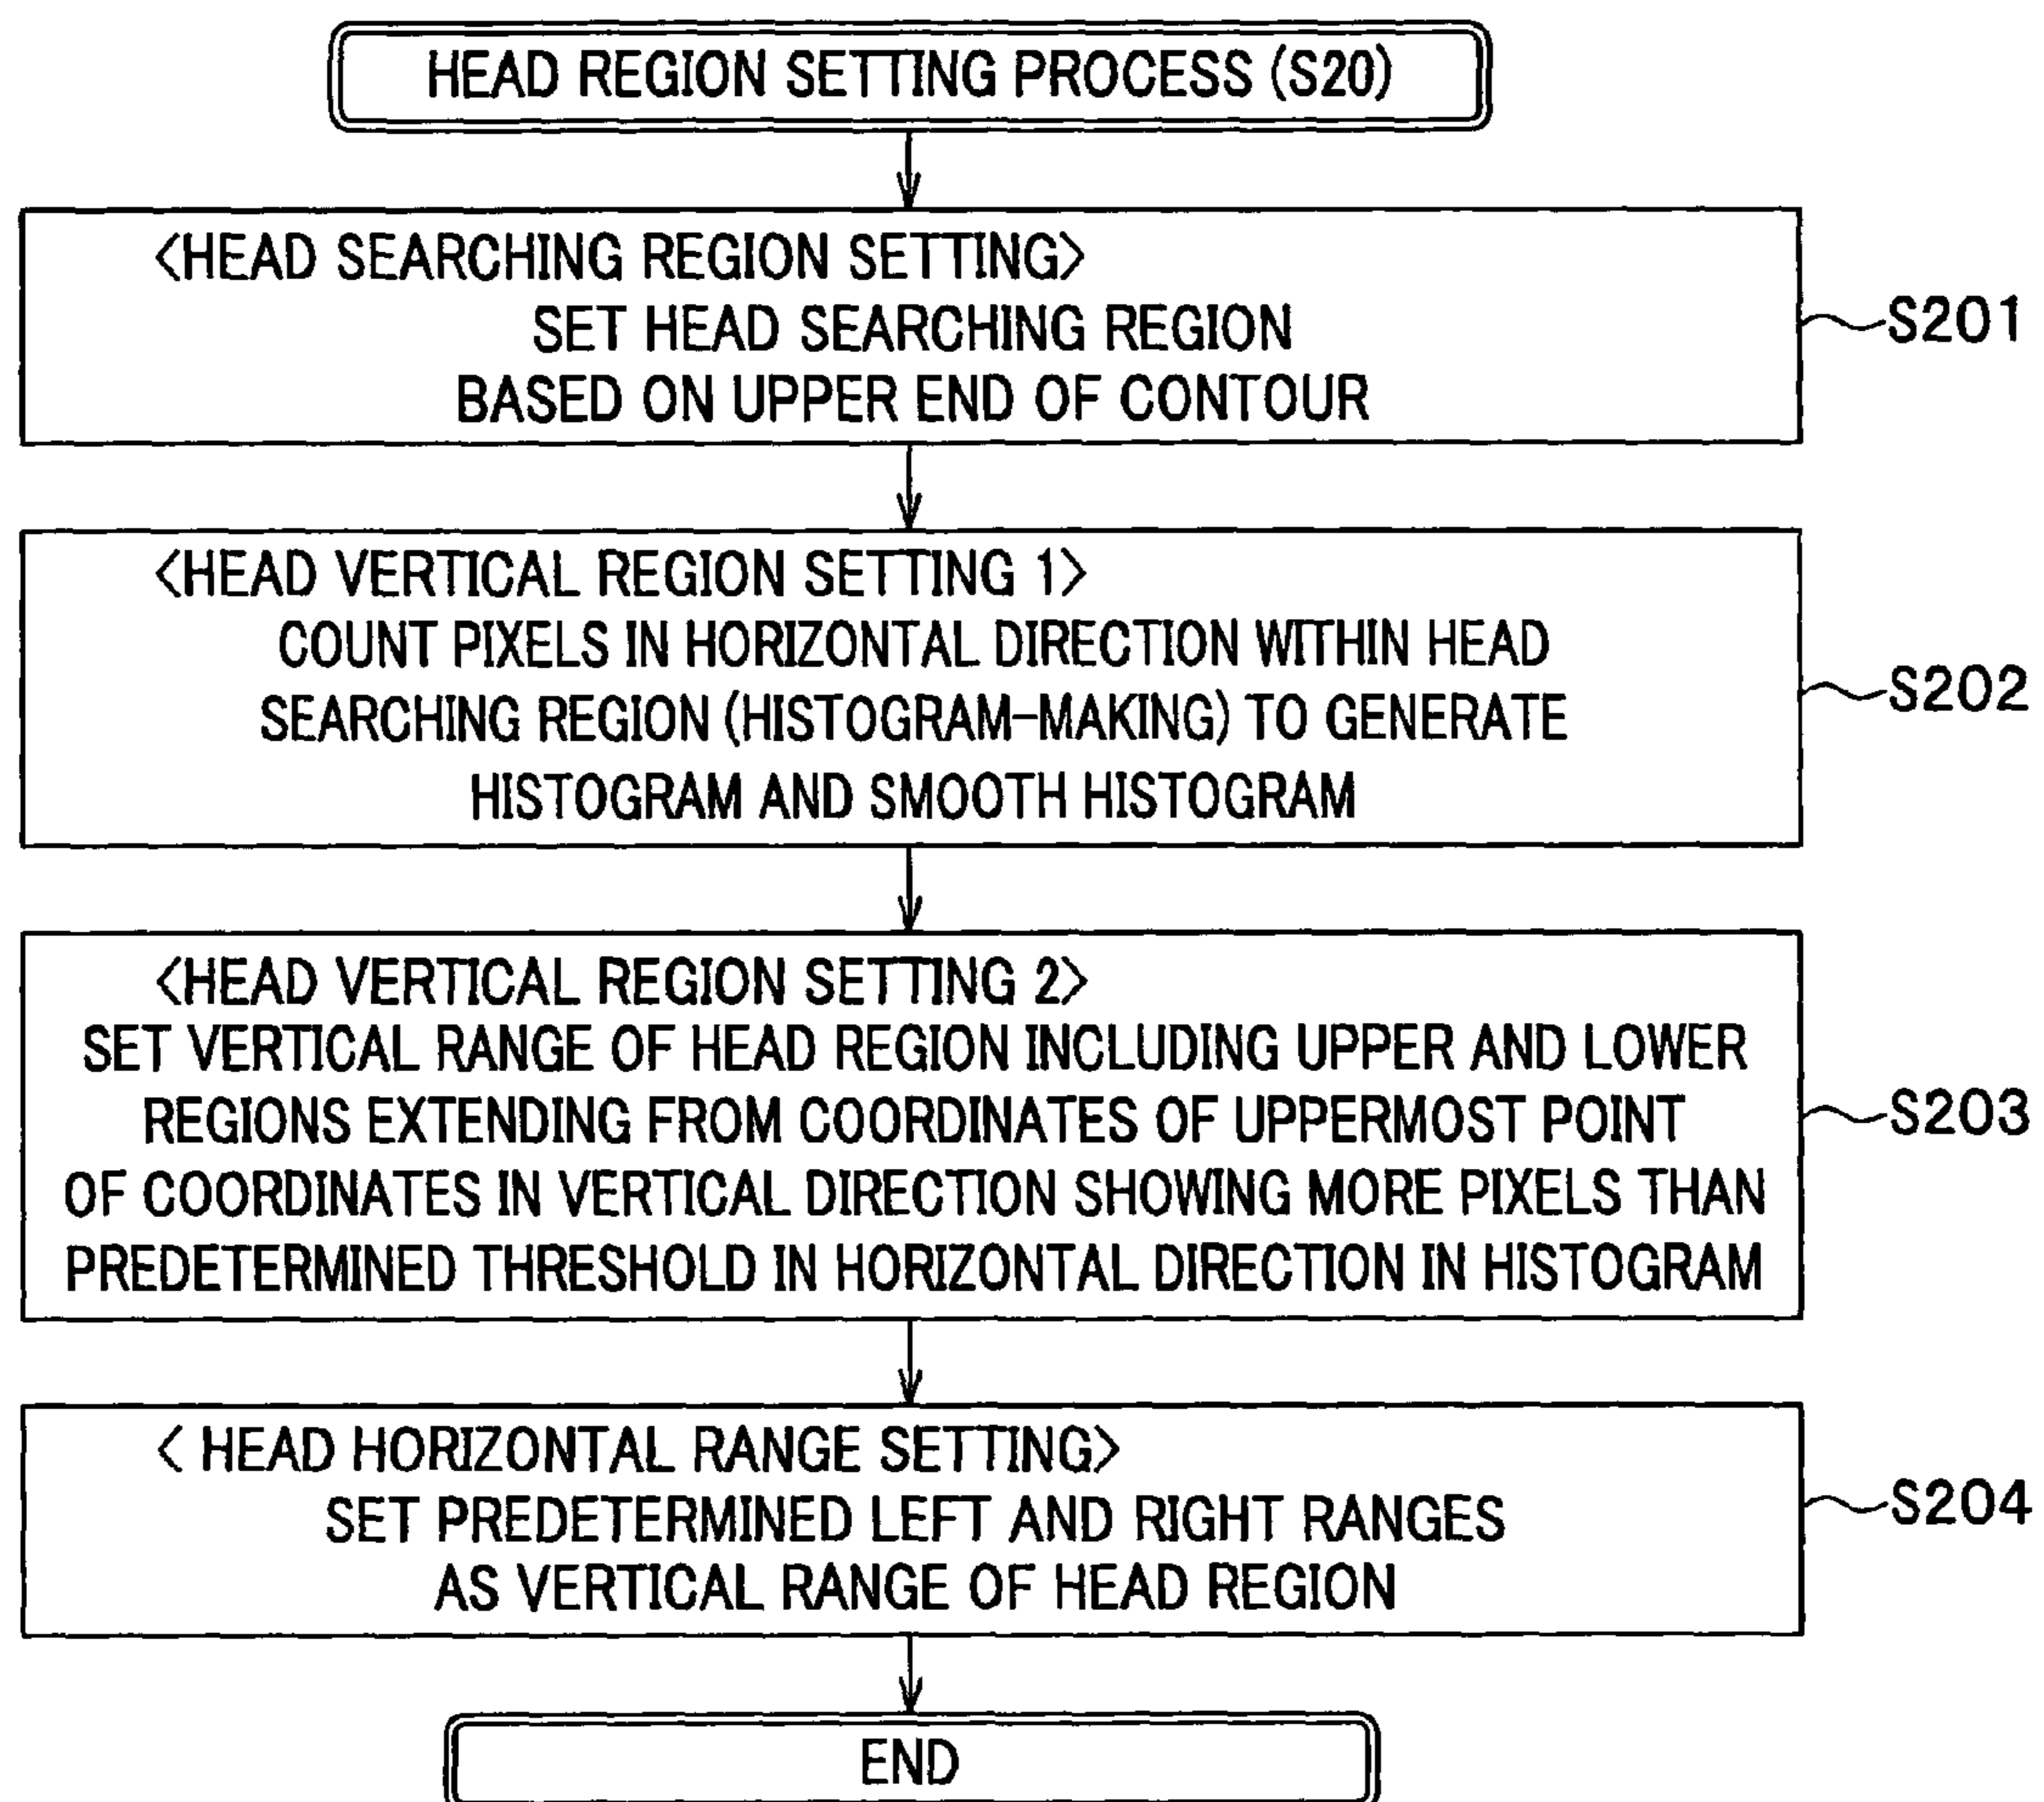 HEAD REGION SETTING PROCESS (S20)
<HEAD SEARCHING REGION SETTING>
SET HEAD SEARCHING REGION
BASED ON UPPER END OF CONTOUR
S201
<HEAD VERTICAL REGION SETTING 1>
COUNT PIXELS IN HORIZONTAL DIRECTION WITHIN HEAD
SEARCHING REGION (HISTOGRAM-MAKING) TO GENERATE
HISTOGRAM AND SMOOTH HISTOGRAM
S202
<HEAD VERTICAL REGION SETTING 2>
SET VERTICAL RANGE OF HEAD REGION INCLUDING UPPER AND LOWER
REGIONS EXTENDING FROM COORDINATES OF UPPERMOST POINT
OF COORDINATES IN VERTICAL DIRECTION SHOWING MORE PIXELS THAN
PREDETERMINED THRESHOLD IN HORIZONTAL DIRECTION IN HISTOGRAM
S203
< HEAD HORIZONTAL RANGE SETTING>
SET PREDETERMINED LEFT AND RIGHT RANGES
AS VERTICAL RANGE OF HEAD REGION
S204
END